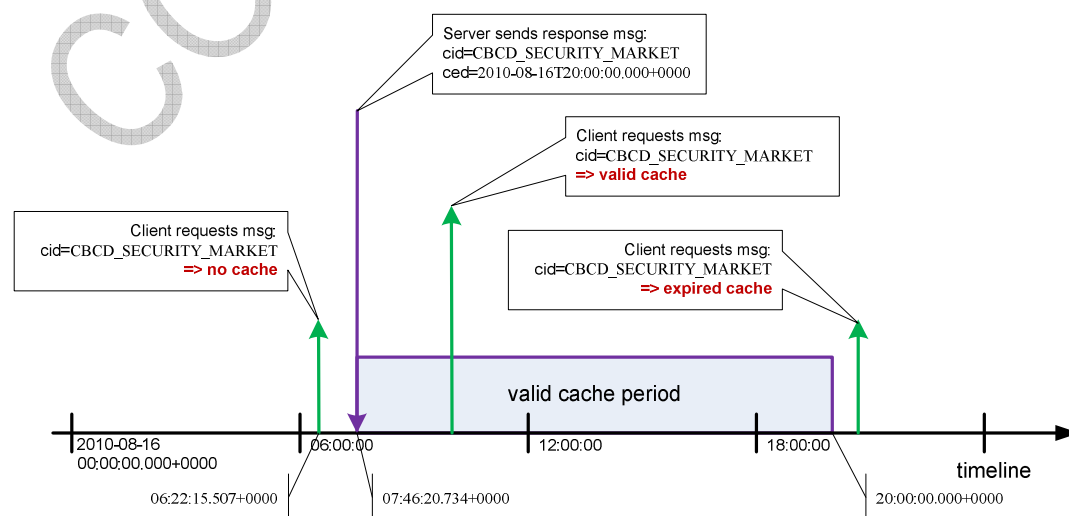 Server sends response msg:
cid=CBCD_SECURITY_MARKET
ced=2010-08-16T20:00:00.000+0000
Client requests msg:
cid=CBCD_SECURITY_MARKET
=> valid cache
Client requests msg:
cid=CBCD_SECURITY_MARKET
=> no cache
Client requests msg:
cid=CBCD_SECURITY_MARKET
=> expired cache
valid cache period
2010-08-16
00:00:00.000+0000
06:00:00
12:00:00
18:00:00
timeline
06:22:15.507+0000
07:46:20.734+0000
20:00:00.000+0000